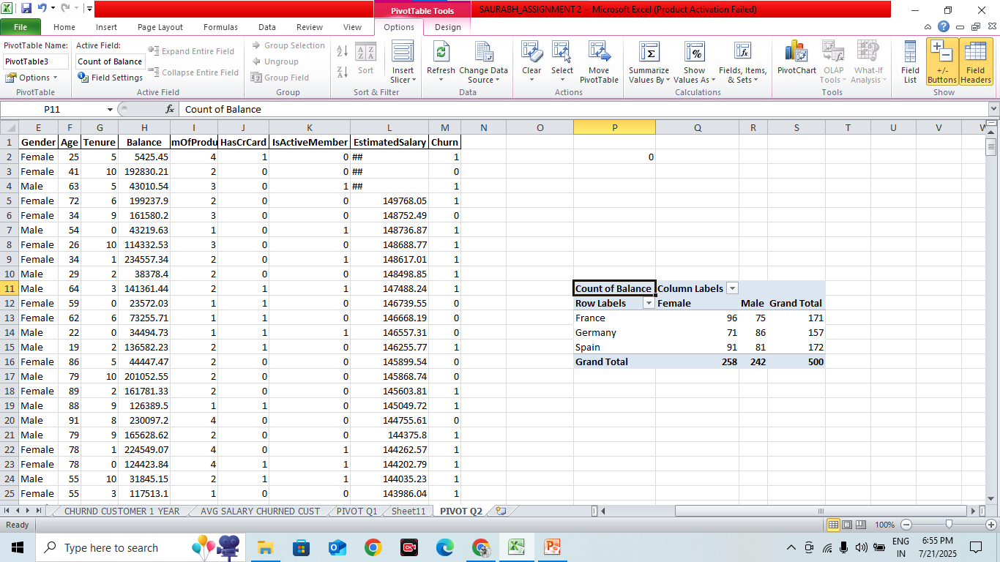 PivotTable Tools
SAURABH_ASSIGNMENT 2 - Microsoft Excel (Product Activation Failed)
File Home Insert Page Layout Formulas Data Review View Options Design
PivotTable Name:
PivotTable3
Options
PivotTable
Active Field:
Count of Balance
Field Settings
Expand Entire Field
Collapse Entire Field
Active Field
Group Selection
Ungroup
Group Field
Group
Sort
Insert Slicer
Sort & Filter
Refresh
Change Data Source
Data
Clear
Select
Move PivotTable
Actions
Summarize Values By
Show Values As
Fields, Items, & Sets
Calculations
PivotChart
OLAP Tools
What-If Analysis
Tools
Field List
+/- Buttons
Field Headers
Show
P11 fx Count of Balance
E F G H I J K L M N O P Q R S T U V
1 Gender Age Tenure Balance mOfProdu HasCrCard IsActiveMember EstimatedSalary Churn
2 Female 25 5 5425.45 4 1 0 ## 1 0
3 Female 41 10 192830.21 2 0 0 ## 0
4 Male 63 5 43010.54 3 0 1 ## 1
5 Female 72 6 199237.9 2 0 0 149768.05 1
6 Female 34 9 161580.2 3 0 0 148752.49 0
7 Male 54 0 43219.63 1 0 1 148736.87 1
8 Female 26 10 114332.53 3 0 0 148688.77 1
9 Female 34 1 234557.34 2 0 1 148617.01 1
10 Male 29 2 38378.4 2 0 0 148498.85 1
11 Male 64 3 141361.44 2 1 1 147488.24 1 Count of Balance Column Labels
12 Female 59 0 23572.03 1 1 0 146739.55 0 Row Labels Female Male Grand Total
13 Female 62 6 73255.71 1 1 0 146668.19 0 France 96 75 171
14 Male 22 0 34494.73 1 1 1 146557.31 0 Germany 71 86 157
15 Male 19 2 136582.23 2 1 0 146255.77 1 Spain 91 81 172
16 Female 86 5 44447.47 2 0 0 145899.54 0 Grand Total 258 242 500
17 Male 79 10 201052.55 2 0 0 145868.74 0
18 Female 89 2 161781.33 2 0 0 145603.81 1
19 Male 88 9 126389.5 1 1 0 145049.72 1
20 Male 91 8 230097.2 4 0 0 144755.61 0
21 Male 79 9 165628.62 2 0 0 144375.8 1
22 Female 78 1 224549.07 4 0 1 144262.57 1
23 Female 78 0 124423.84 4 1 1 144202.79 1
24 Male 55 10 31845.15 2 1 1 144035.23 1
25 Female 55 3 117513.1 1 0 0 143986.04 1
CHURND CUSTOMER 1 YEAR AVG SALARY CHURNED CUST PIVOT Q1 Sheet11 PIVOT Q2
Ready 100%
Type here to search
ENG
IN
6:55 PM
7/21/2025